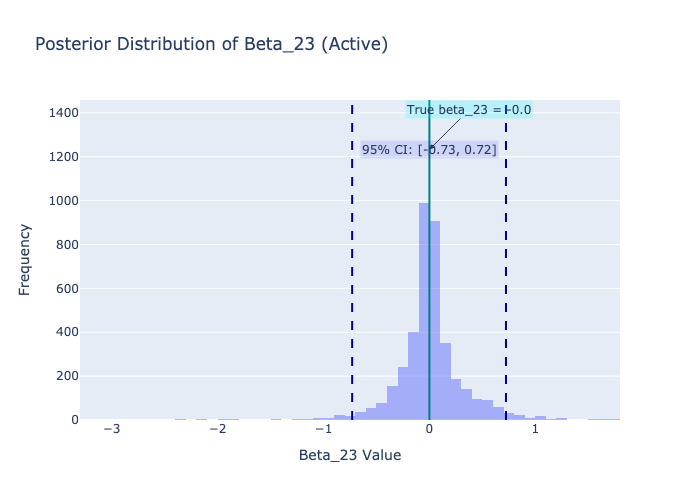 Posterior Distribution of Beta_23 (Active)
True beta_23 = -0.0
95% CI: [-0.73, 0.72]
1400
1200
1000
800
600
400
200
0
Frequency
−3
−2
−1
0
1
Beta_23 Value